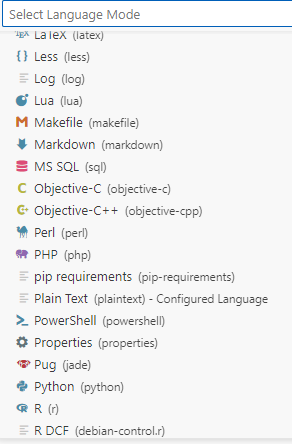 Select Language Mode
LaTeX (latex)
Less (less)
Log (log)
Lua (lua)
Makefile (makefile)
Markdown (markdown)
MS SQL (sql)
Objective-C (objective-c)
Objective-C++ (objective-cpp)
Perl (perl)
PHP (php)
pip requirements (pip-requirements)
Plain Text (plaintext) - Configured Language
PowerShell (powershell)
Properties (properties)
Pug (jade)
Python (python)
R (r)
R DCF (debian-control.r)